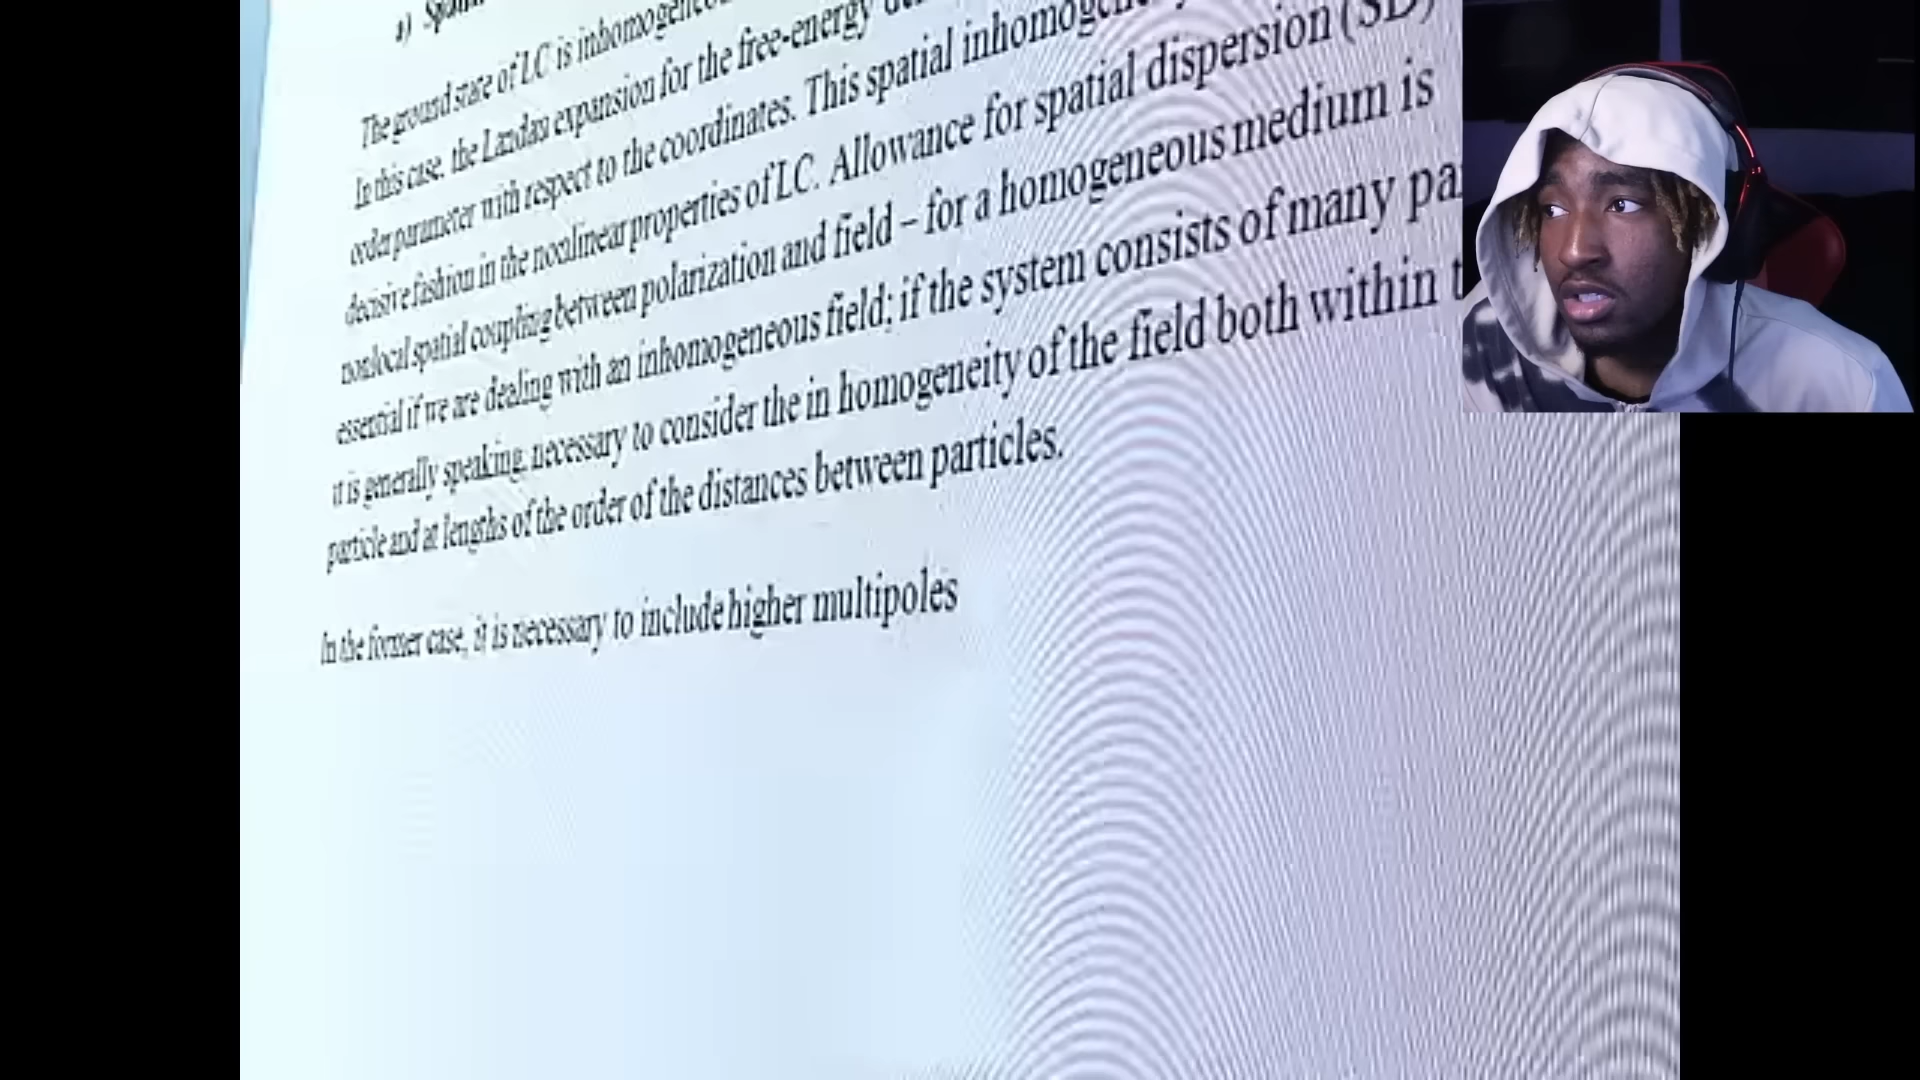 a)
The ground state of LC is
In this case, the Landau expansion for the free-energy
order parameter with respect to the coordinates. This spatial
decisive fashion in the nonlinear properties of LC. Allowance for spatial dispersion (SD)
nonlocal spatial coupling between polarization and field – for a homogeneous medium is
essential if we are dealing with an inhomogeneous field; if the system consists of many
it is generally speaking, necessary to consider the in homogeneity of the field both within
particle and at lengths of the order of the distances between particles.
In the former case, it is necessary to include higher multipoles